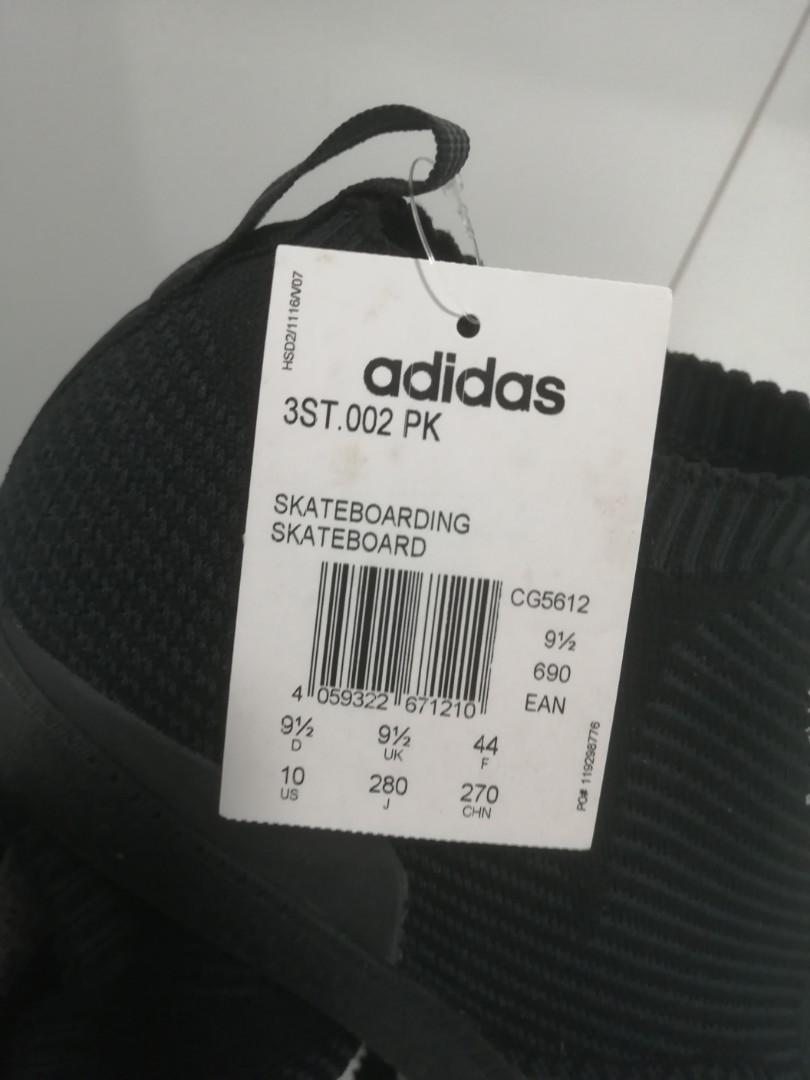 HSD2/1116/V07
adidas
3ST.002 PK
SKATEBOARDING
SKATEBOARD
CG5612
9½
690
EAN
4 059322 671210
9½ 9½ 44
D UK F
10 280 270
US J CHN
PO# 119298776